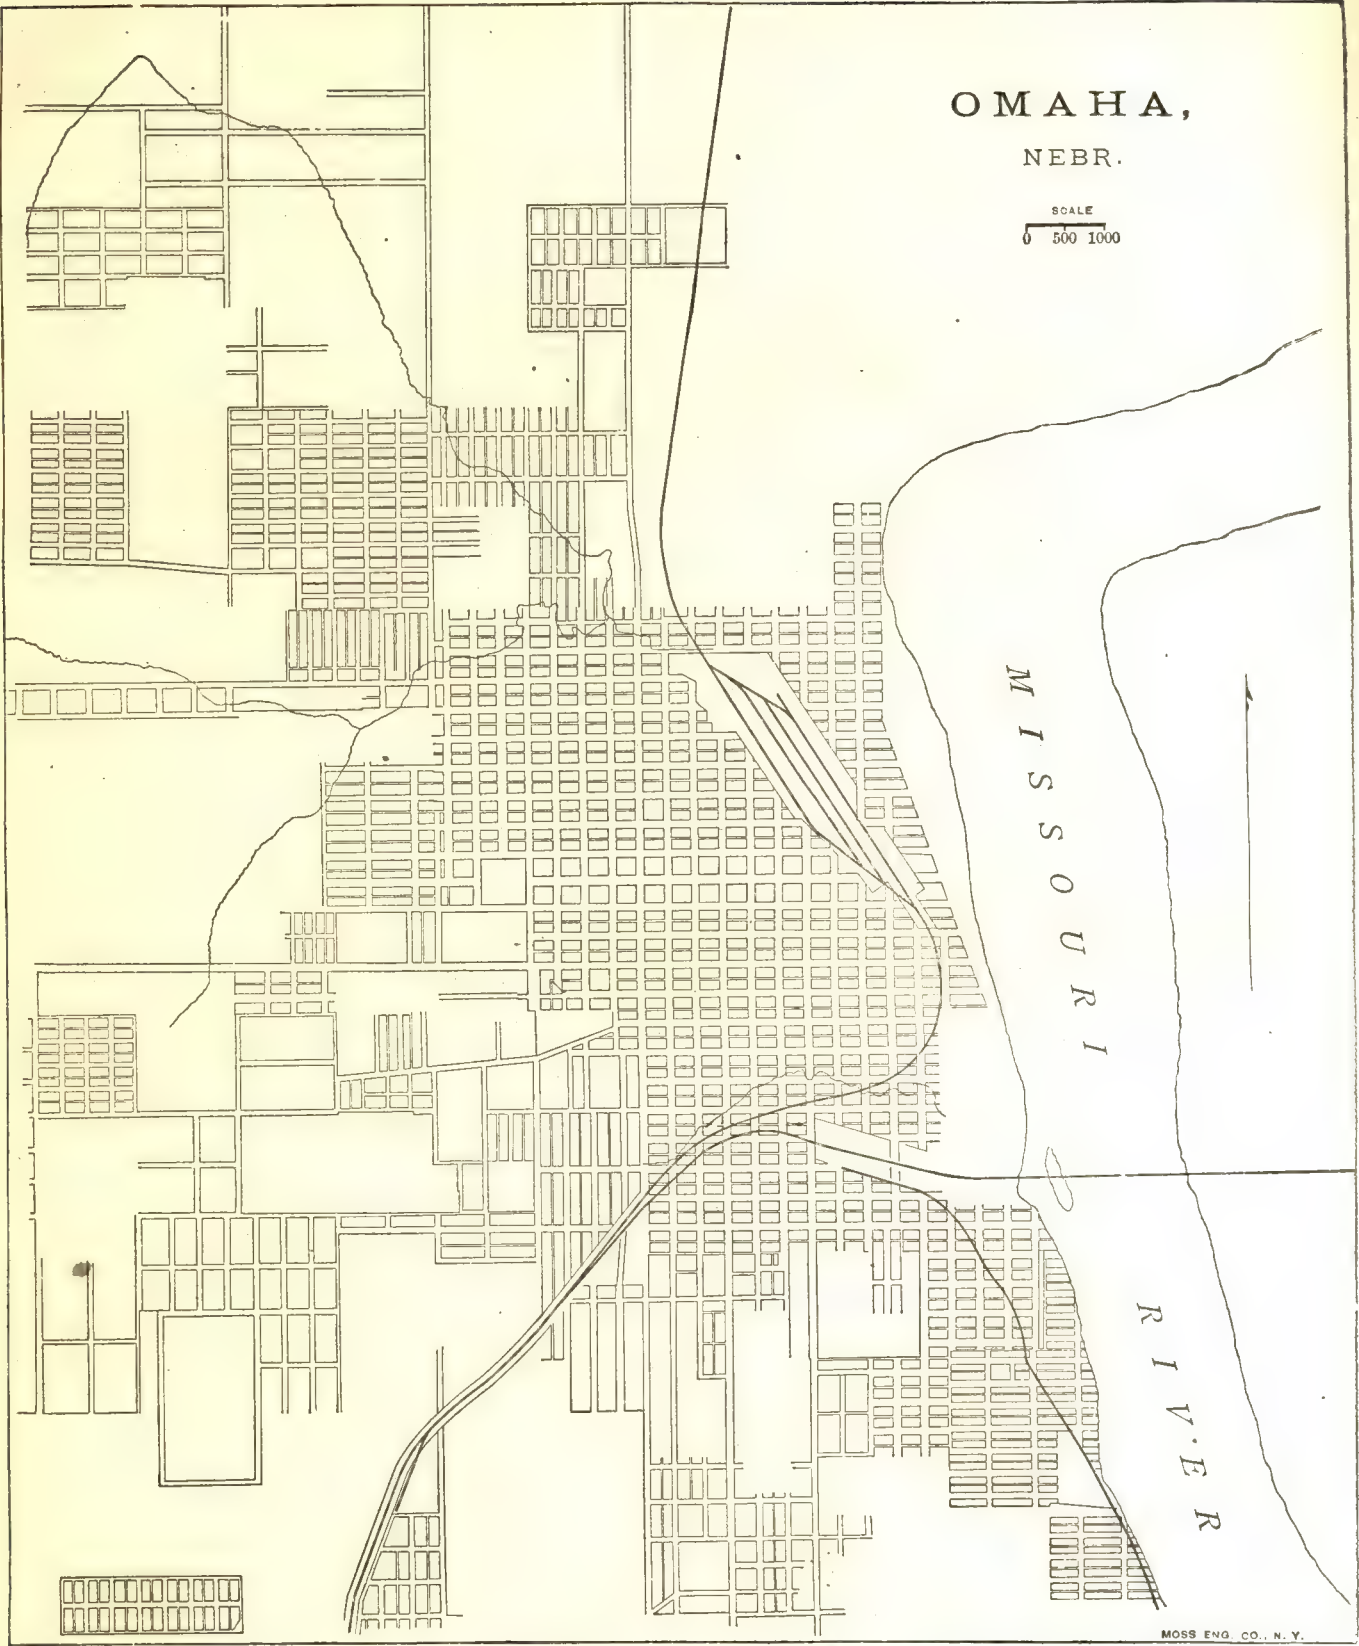 OMAHA,
NEBR.
SCALE
0 500 1000
MISSOURI
RIVER
MOSS ENG. CO., N. Y.